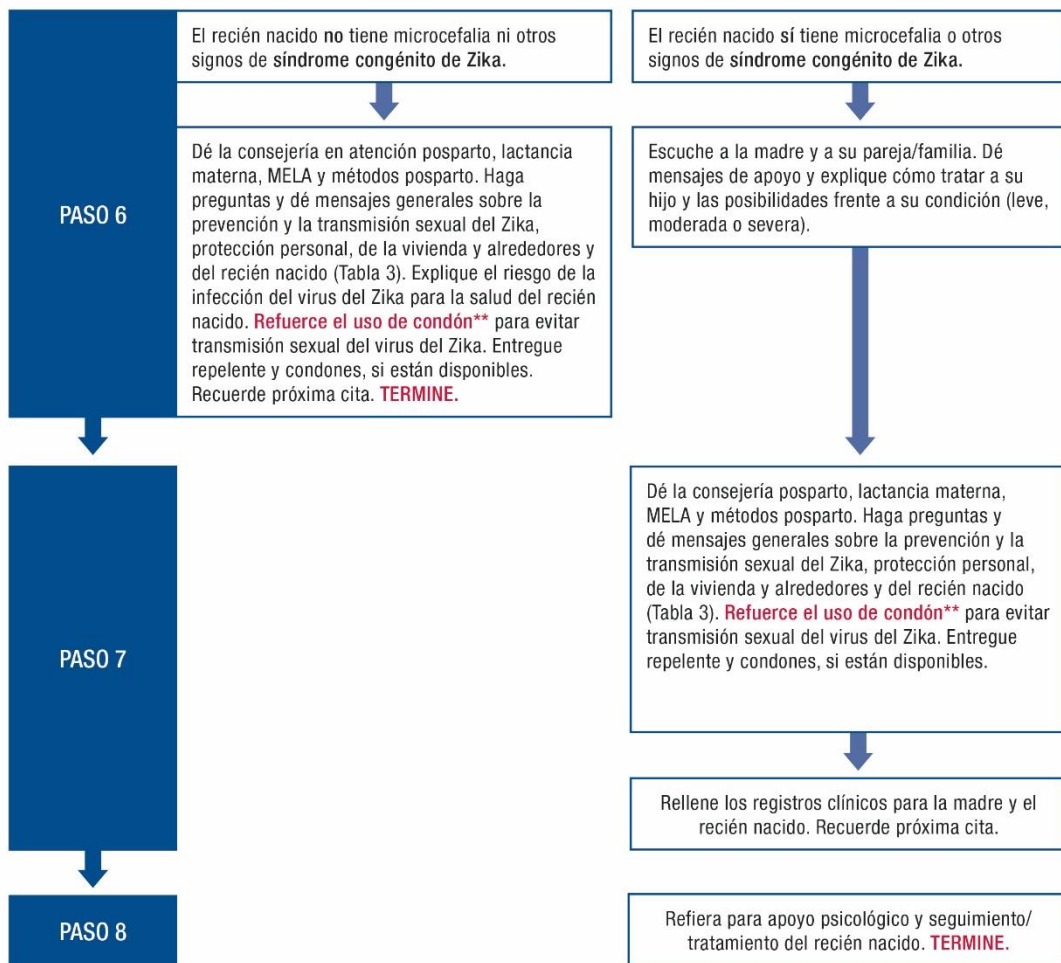 PASO 6
El recién nacido no tiene microcefalia ni otros
signos de síndrome congénito de Zika.
Dé la consejería en atención posparto, lactancia
materna, MELA y métodos posparto. Haga
preguntas y dé mensajes generales sobre la
prevención y la transmisión sexual del Zika,
protección personal, de la vivienda y alrededores y
del recién nacido (Tabla 3). Explique el riesgo de la
infección del virus del Zika para la salud del recién
nacido. Refuerce el uso de condón** para evitar
transmisión sexual del virus del Zika. Entregue
repelente y condones, si están disponibles.
Recuerde próxima cita. TERMINE.
El recién nacido sí tiene microcefalia o otros
signos de síndrome congénito de Zika.
Escuche a la madre y a su pareja/familia. Dé
mensajes de apoyo y explique cómo tratar a su
hijo y las posibilidades frente a su condición (leve,
moderada o severa).
PASO 7
Dé la consejería posparto, lactancia materna,
MELA y métodos posparto. Haga preguntas y
dé mensajes generales sobre la prevención y la
transmisión sexual del Zika, protección personal,
de la vivienda y alrededores y del recién nacido
(Tabla 3). Refuerce el uso de condón** para evitar
transmisión sexual del virus del Zika. Entregue
repelente y condones, si están disponibles.
Rellene los registros clínicos para la madre y el
recién nacido. Recuerde próxima cita.
PASO 8
Refiera para apoyo psicológico y seguimiento/
tratamiento del recién nacido. TERMINE.